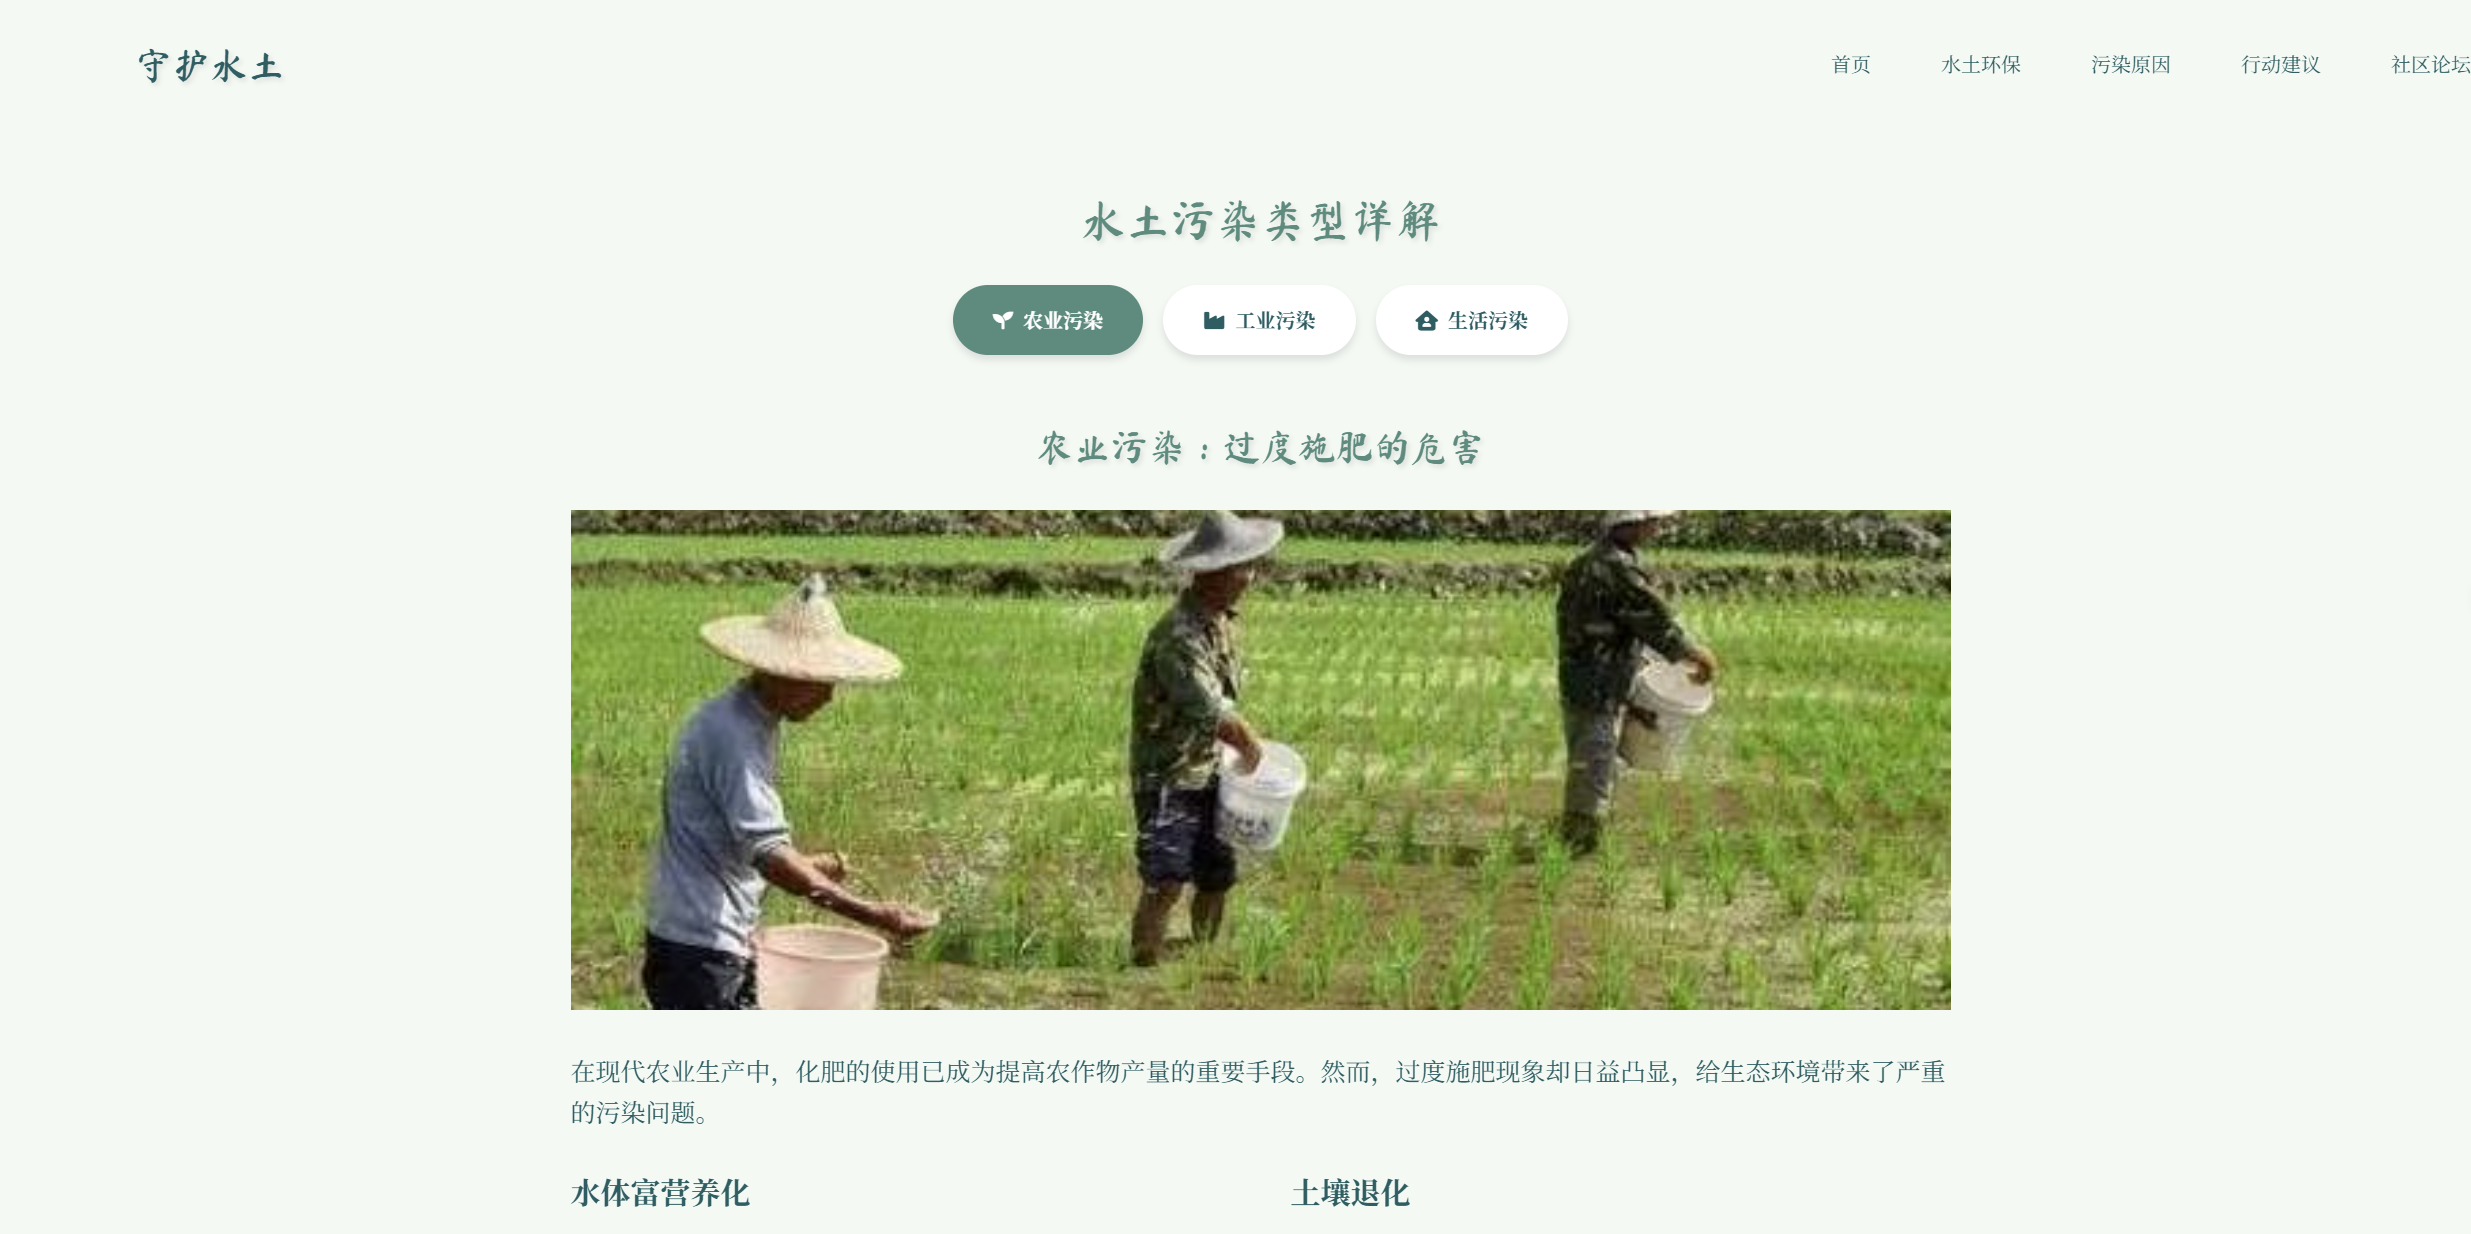 守护水土
首页 水土环保 污染原因 行动建议 社区论坛
水土污染类型详解
农业污染 工业污染 生活污染
农业污染：过度施肥的危害
在现代农业生产中，化肥的使用已成为提高农作物产量的重要手段。然而，过度施肥现象却日益凸显，给生态环境带来了严重
的污染问题。
水体富营养化 土壤退化